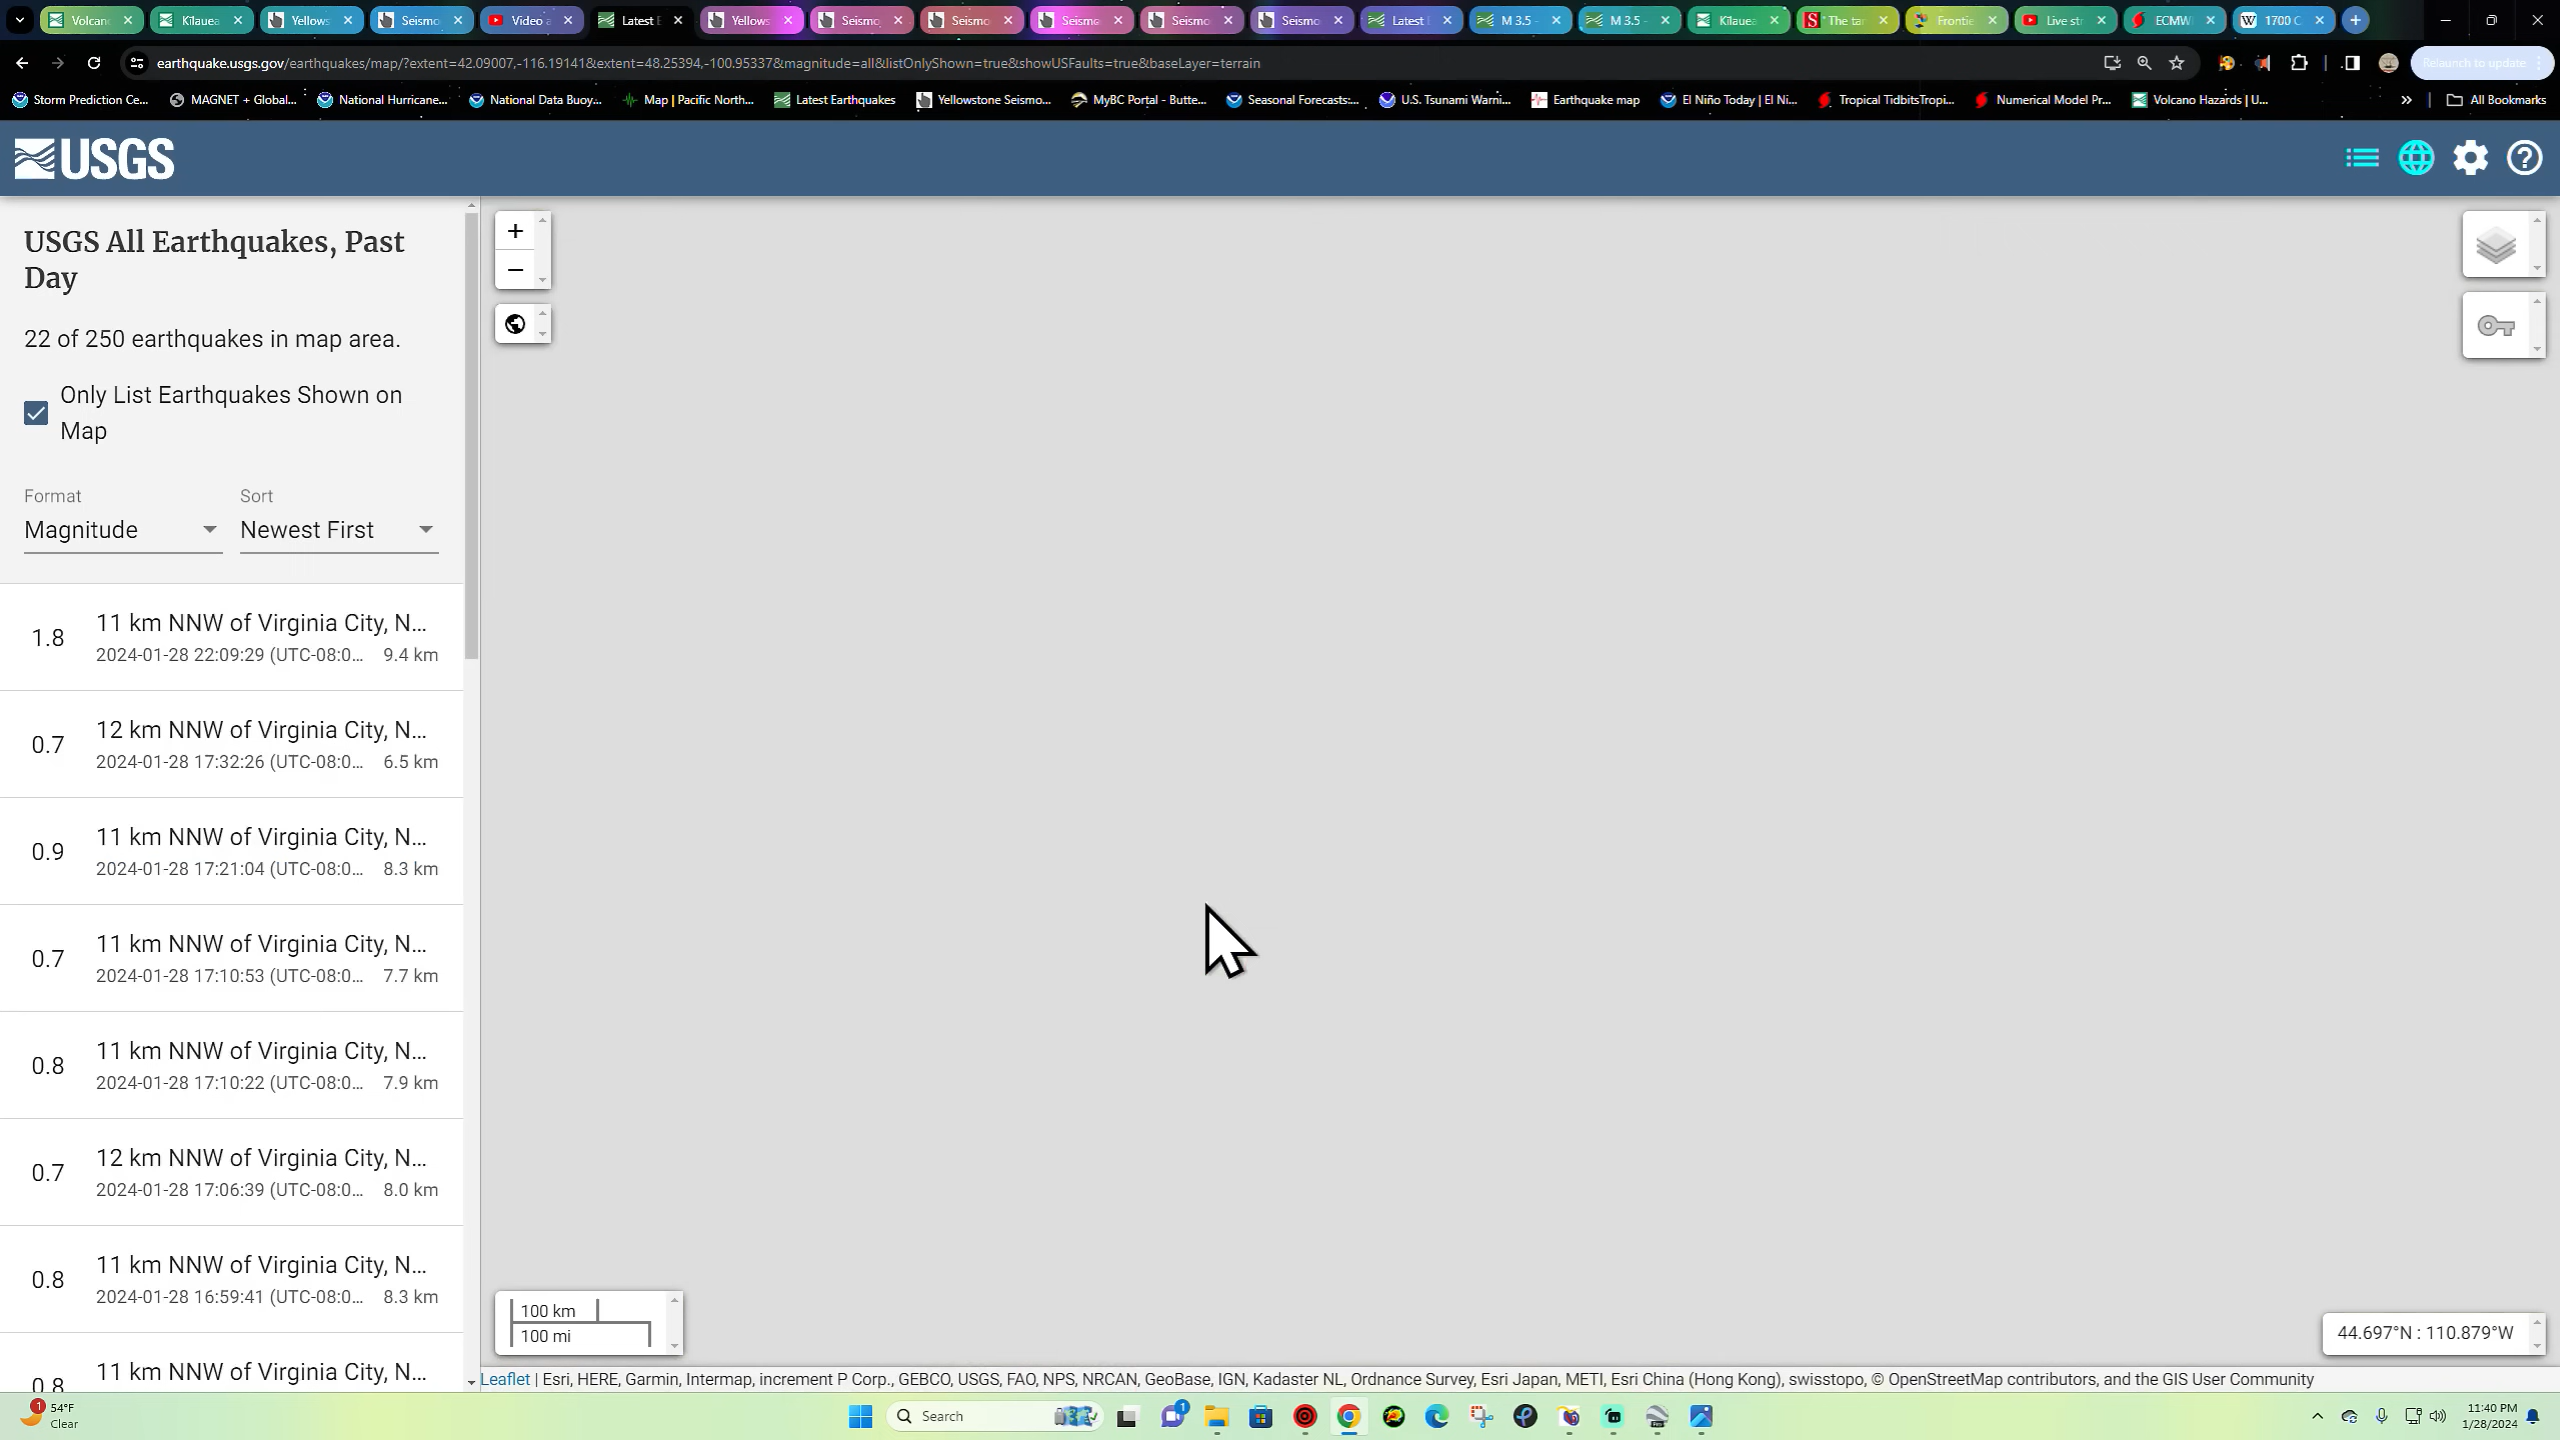 Volcan
Kilauea
Yellows
Seismo
Video a
Latest E
Yellows
Seismo
Seismo
Seismo
Seismo
Seismo
Latest
M 3.5 -
M 3.5 -
Kilauea
The tar
Frontie
Live st
ECMW
1700 C
earthquake.usgs.gov/earthquakes/map/?extent=42.09007,-116.19141&extent=48.25394,-100.95337&magnitude=all&listOnlyShown=true&showUSFaults=true&baseLayer=terrain
Relaunch to update
Storm Prediction Ce...
MAGNET + Global...
National Hurricane...
National Data Buoy...
Map | Pacific North...
Latest Earthquakes
Yellowstone Seismo...
MyBC Portal - Butte...
Seasonal Forecasts:...
U.S. Tsunami Warni...
Earthquake map
El Niño Today | El Ni...
Tropical TidbitsTropi...
Numerical Model Pr...
Volcano Hazards | U...
All Bookmarks
USGS
USGS All Earthquakes, Past
Day
22 of 250 earthquakes in map area.
Only List Earthquakes Shown on
Map
Format
Sort
Magnitude
Newest First
1.8
11 km NNW of Virginia City, N...
2024-01-28 22:09:29 (UTC-08:0... 9.4 km
0.7
12 km NNW of Virginia City, N...
2024-01-28 17:32:26 (UTC-08:0... 6.5 km
0.9
11 km NNW of Virginia City, N...
2024-01-28 17:21:04 (UTC-08:0... 8.3 km
0.7
11 km NNW of Virginia City, N...
2024-01-28 17:10:53 (UTC-08:0... 7.7 km
0.8
11 km NNW of Virginia City, N...
2024-01-28 17:10:22 (UTC-08:0... 7.9 km
0.7
12 km NNW of Virginia City, N...
2024-01-28 17:06:39 (UTC-08:0... 8.0 km
0.8
11 km NNW of Virginia City, N...
2024-01-28 16:59:41 (UTC-08:0... 8.3 km
0.8
11 km NNW of Virginia City, N...
+
−
100 km
100 mi
44.697°N : 110.879°W
Leaflet | Esri, HERE, Garmin, Intermap, increment P Corp., GEBCO, USGS, FAO, NPS, NRCAN, GeoBase, IGN, Kadaster NL, Ordnance Survey, Esri Japan, METI, Esri China (Hong Kong), swisstopo, © OpenStreetMap contributors, and the GIS User Community
1
54°F
Clear
Search
1
11:40 PM
1/28/2024